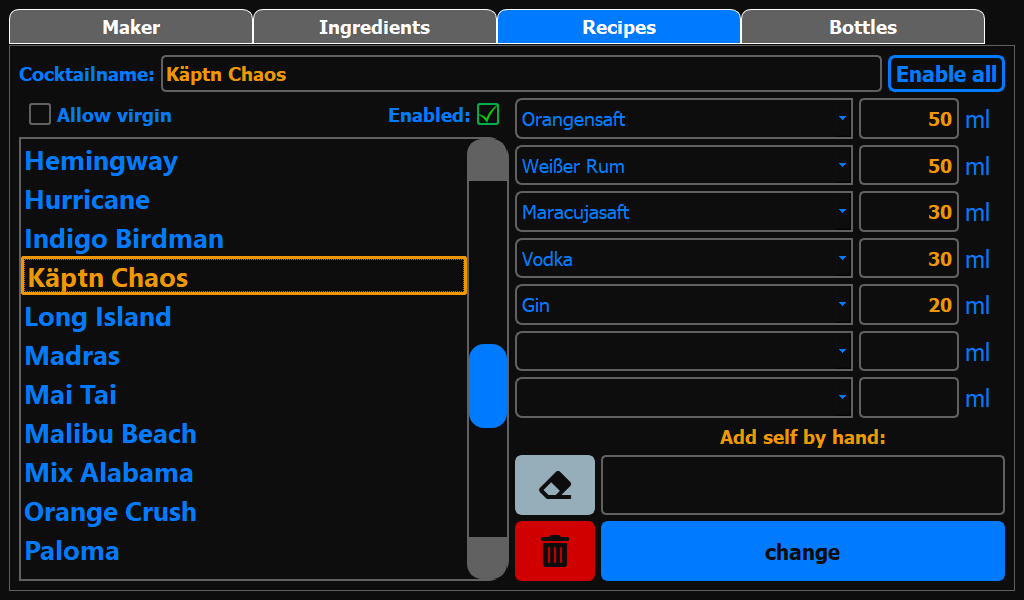 Maker Ingredients Recipes Bottles
Cocktailname: Käptn Chaos Enable all
Allow virgin Enabled:
Hemingway
Hurricane
Indigo Birdman
Käptn Chaos
Long Island
Madras
Mai Tai
Malibu Beach
Mix Alabama
Orange Crush
Paloma
Orangensaft 50 ml
Weißer Rum 50 ml
Maracujasaft 30 ml
Vodka 30 ml
Gin 20 ml
ml
ml
Add self by hand:
change